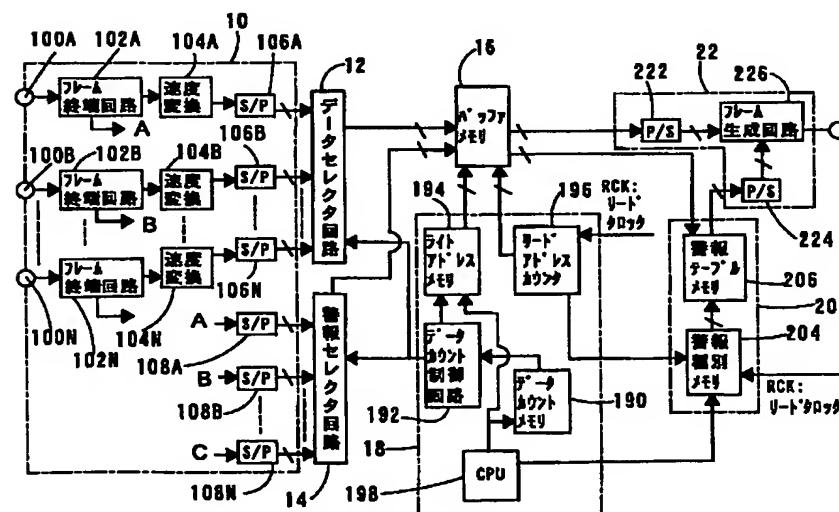 10
100A
102A
104A
106A
12
16
22
222
226
フレーム
終端回路
速度
変換
S/P
A
データセレクタ回路
バッファ
メモリ
P/S
フレーム
生成回路
100B
102B
104B
106B
フレーム
終端回路
速度
変換
S/P
B
194
196
RCK:
リード
クロック
P/S
224
ライト
アドレス
メモリ
リード
アドレス
カウンタ
100N
フレーム
終端回路
速度
変換
S/P
106N
102N
104N
警報
テーブル
メモリ
206
20
204
A
S/P
108A
警報セレクタ回路
データ
カウント
制御
回路
192
データ
カウント
メモリ
190
警報
種別
メモリ
RCK:
リードクロック
B
S/P
108B
18
C
S/P
108N
14
198
CPU